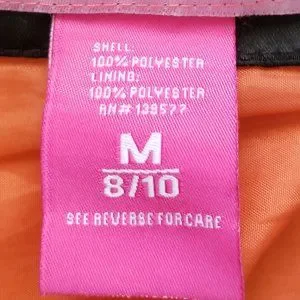 SHELL:
100% POLYESTER
LINING:
100% POLYESTER
RN# 139577
M
8/10
SEE REVERSE FOR CARE